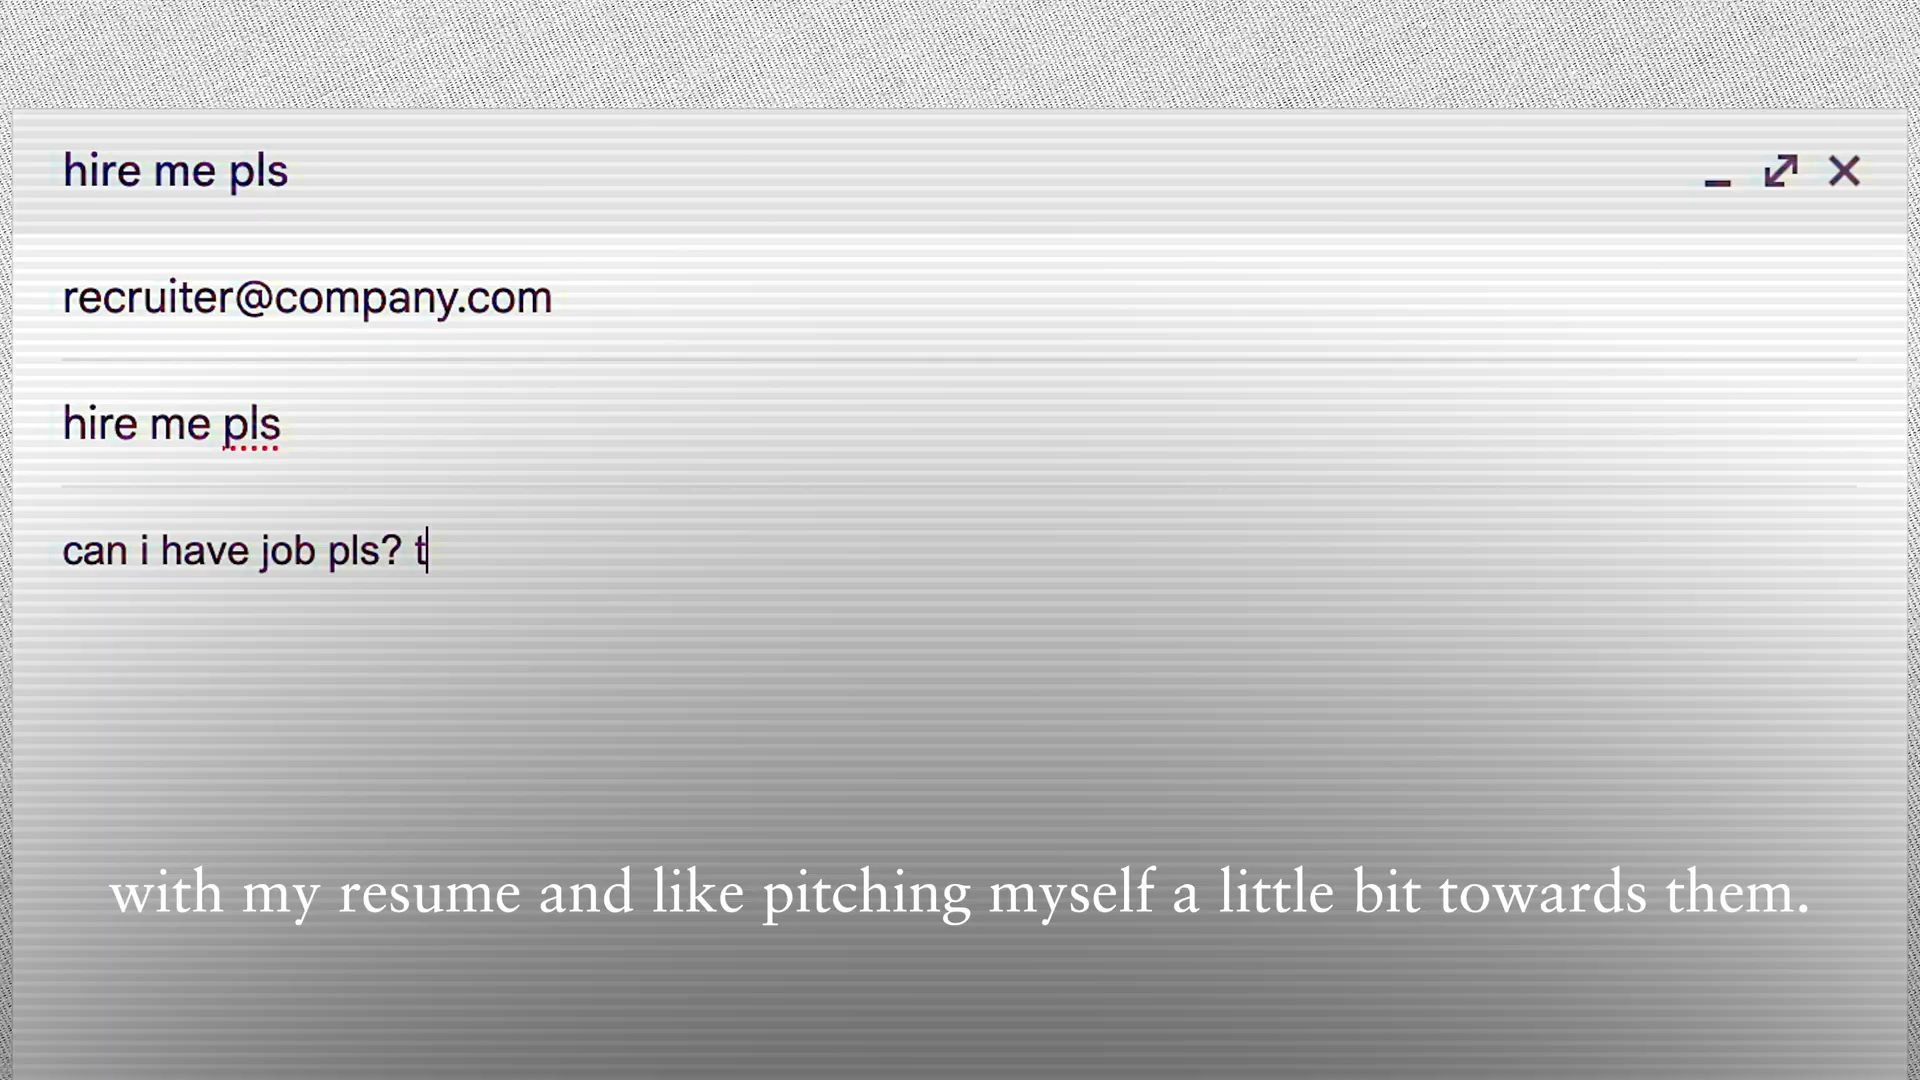 hire me pls
recruiter@company.com
hire me pls
can i have job pls? t
with my resume and like pitching myself a little bit towards them.